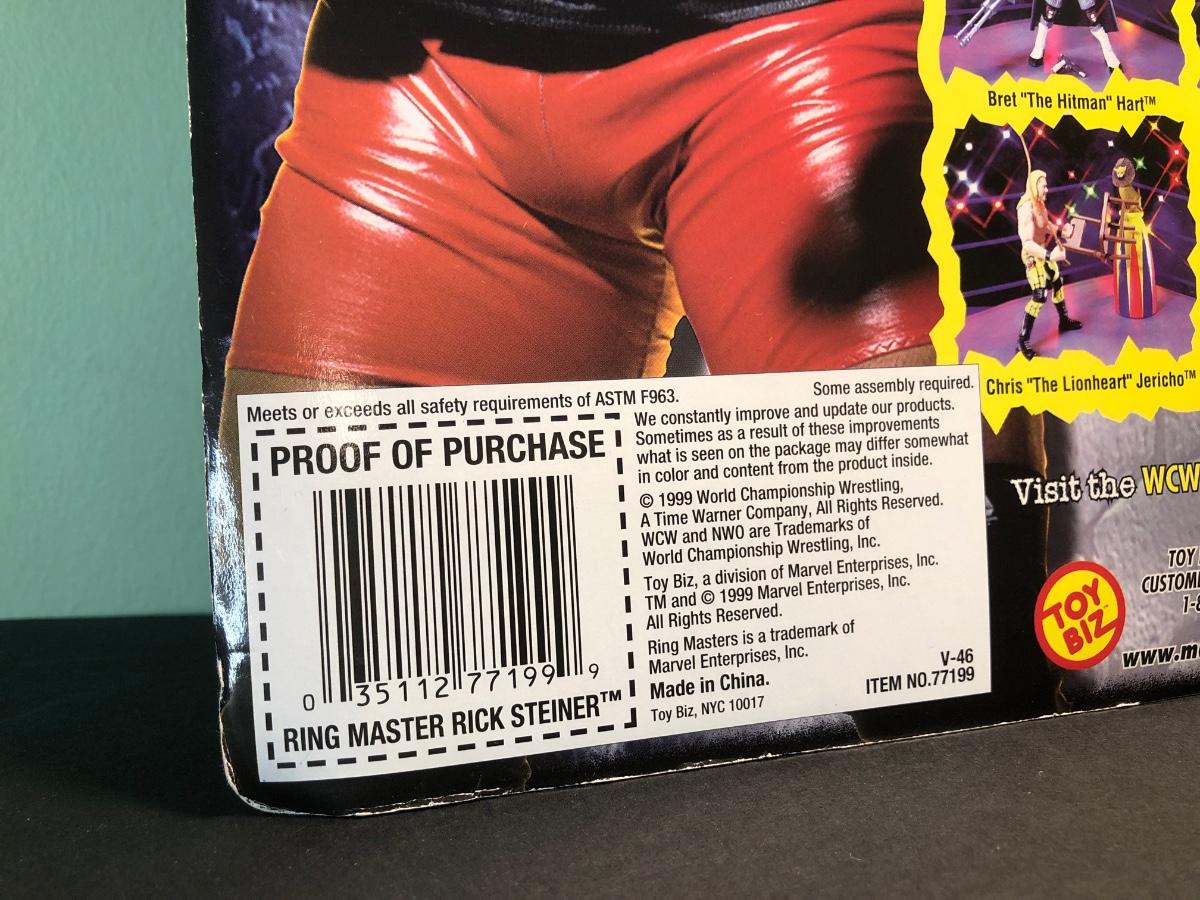 Bret "The Hitman" Hart™
Chris "The Lionheart" Jericho™
Meets or exceeds all safety requirements of ASTM F963.
Some assembly required.
PROOF OF PURCHASE
0 35112 77199 9
RING MASTER RICK STEINER™
We constantly improve and update our products.
Sometimes as a result of these improvements
what is seen on the package may differ somewhat
in color and content from the product inside.
© 1999 World Championship Wrestling,
A Time Warner Company, All Rights Reserved.
WCW and NWO are Trademarks of
World Championship Wrestling, Inc.
Toy Biz, a division of Marvel Enterprises, Inc.
TM and © 1999 Marvel Enterprises, Inc.
All Rights Reserved.
Ring Masters is a trademark of
Marvel Enterprises, Inc.
Made in China.
Toy Biz, NYC 10017
V-46
ITEM NO.77199
Visit the WCW
TOY
BIZ
TOY